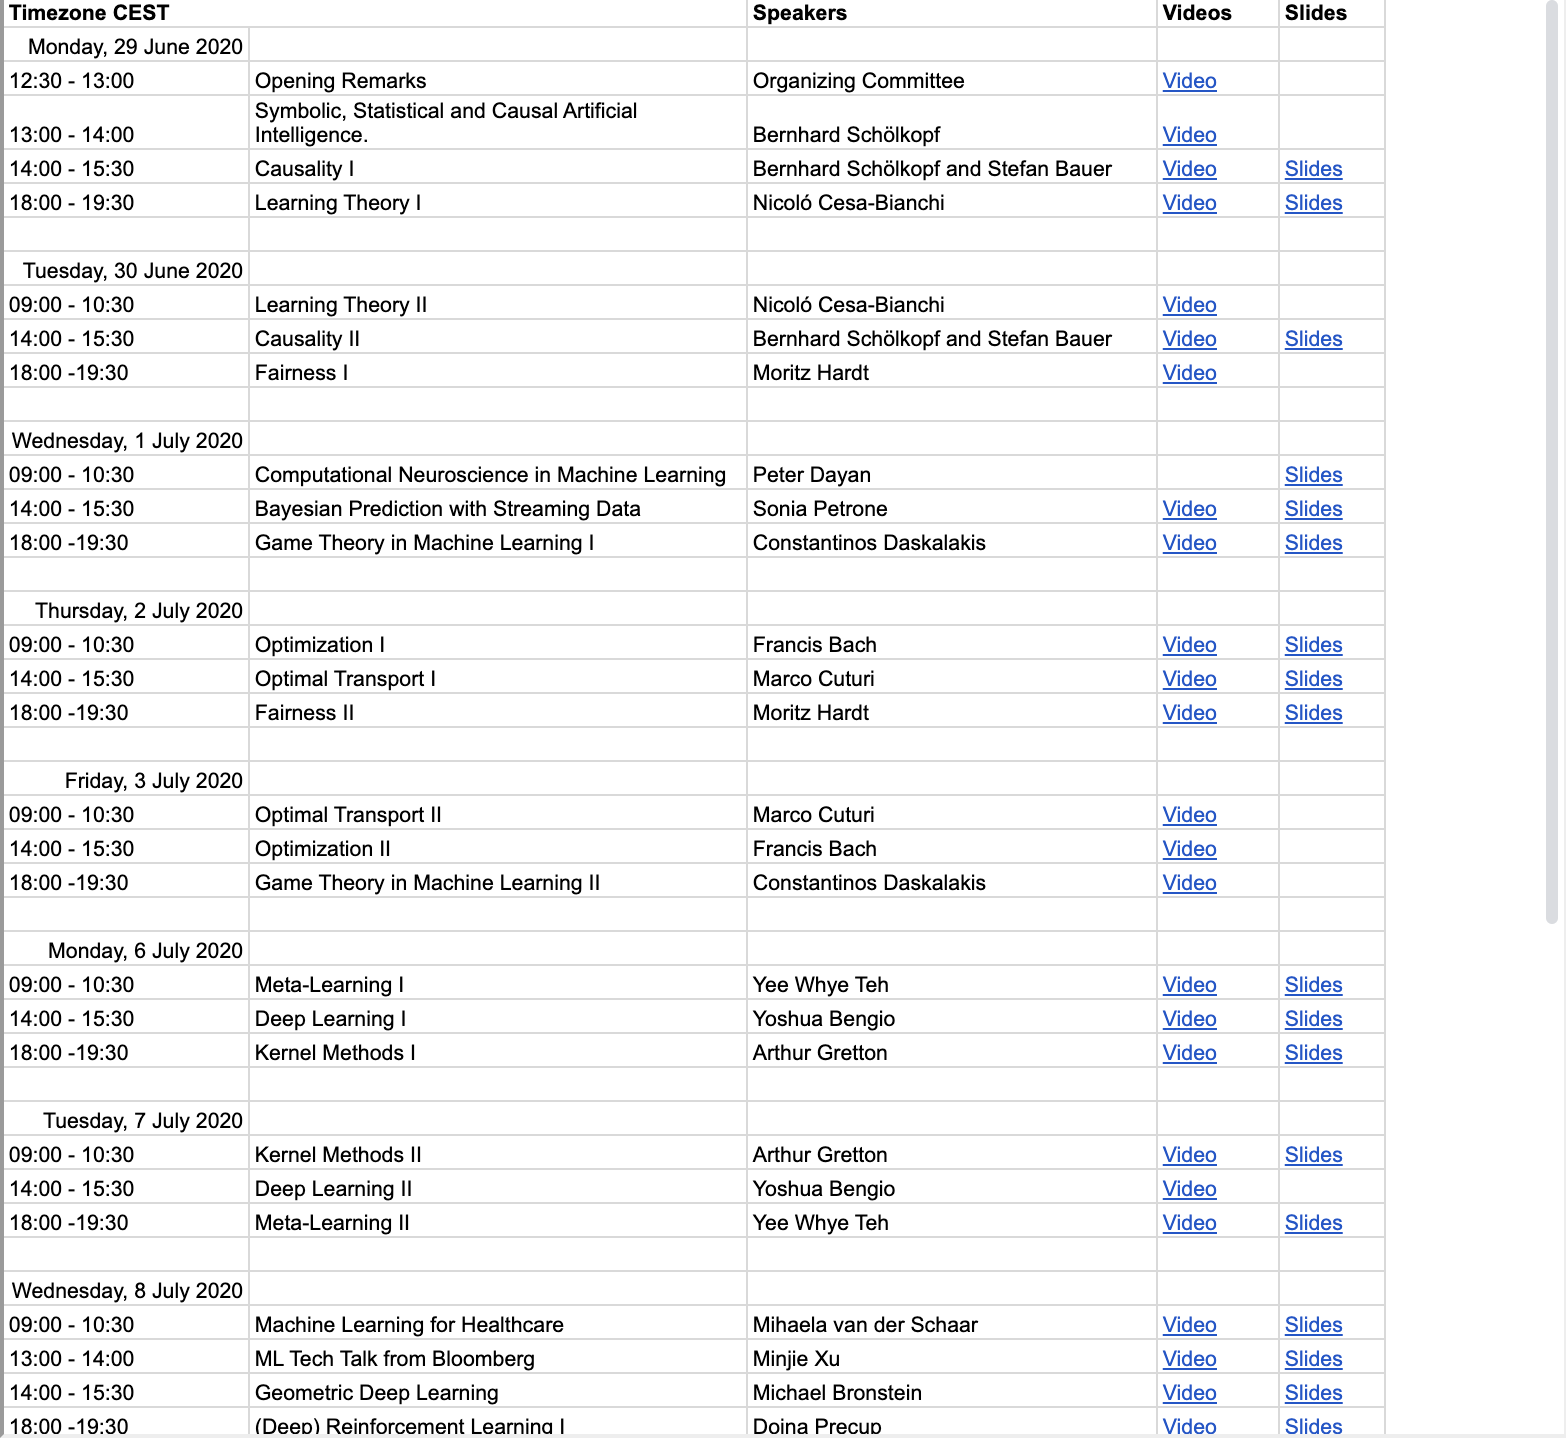 Timezone CEST Speakers Videos Slides
Monday, 29 June 2020
12:30 - 13:00 Opening Remarks Organizing Committee Video
Symbolic, Statistical and Causal Artificial
13:00 - 14:00 Intelligence. Bernhard Schölkopf Video
14:00 - 15:30 Causality I Bernhard Schölkopf and Stefan Bauer Video Slides
18:00 - 19:30 Learning Theory I Nicoló Cesa-Bianchi Video Slides
Tuesday, 30 June 2020
09:00 - 10:30 Learning Theory II Nicoló Cesa-Bianchi Video
14:00 - 15:30 Causality II Bernhard Schölkopf and Stefan Bauer Video Slides
18:00 -19:30 Fairness I Moritz Hardt Video
Wednesday, 1 July 2020
09:00 - 10:30 Computational Neuroscience in Machine Learning Peter Dayan Slides
14:00 - 15:30 Bayesian Prediction with Streaming Data Sonia Petrone Video Slides
18:00 -19:30 Game Theory in Machine Learning I Constantinos Daskalakis Video Slides
Thursday, 2 July 2020
09:00 - 10:30 Optimization I Francis Bach Video Slides
14:00 - 15:30 Optimal Transport I Marco Cuturi Video Slides
18:00 -19:30 Fairness II Moritz Hardt Video Slides
Friday, 3 July 2020
09:00 - 10:30 Optimal Transport II Marco Cuturi Video
14:00 - 15:30 Optimization II Francis Bach Video
18:00 -19:30 Game Theory in Machine Learning II Constantinos Daskalakis Video
Monday, 6 July 2020
09:00 - 10:30 Meta-Learning I Yee Whye Teh Video Slides
14:00 - 15:30 Deep Learning I Yoshua Bengio Video Slides
18:00 -19:30 Kernel Methods I Arthur Gretton Video Slides
Tuesday, 7 July 2020
09:00 - 10:30 Kernel Methods II Arthur Gretton Video Slides
14:00 - 15:30 Deep Learning II Yoshua Bengio Video
18:00 -19:30 Meta-Learning II Yee Whye Teh Video Slides
Wednesday, 8 July 2020
09:00 - 10:30 Machine Learning for Healthcare Mihaela van der Schaar Video Slides
13:00 - 14:00 ML Tech Talk from Bloomberg Minjie Xu Video Slides
14:00 - 15:30 Geometric Deep Learning Michael Bronstein Video Slides
18:00 -19:30 (Deep) Reinforcement Learning I Doina Precup Video Slides